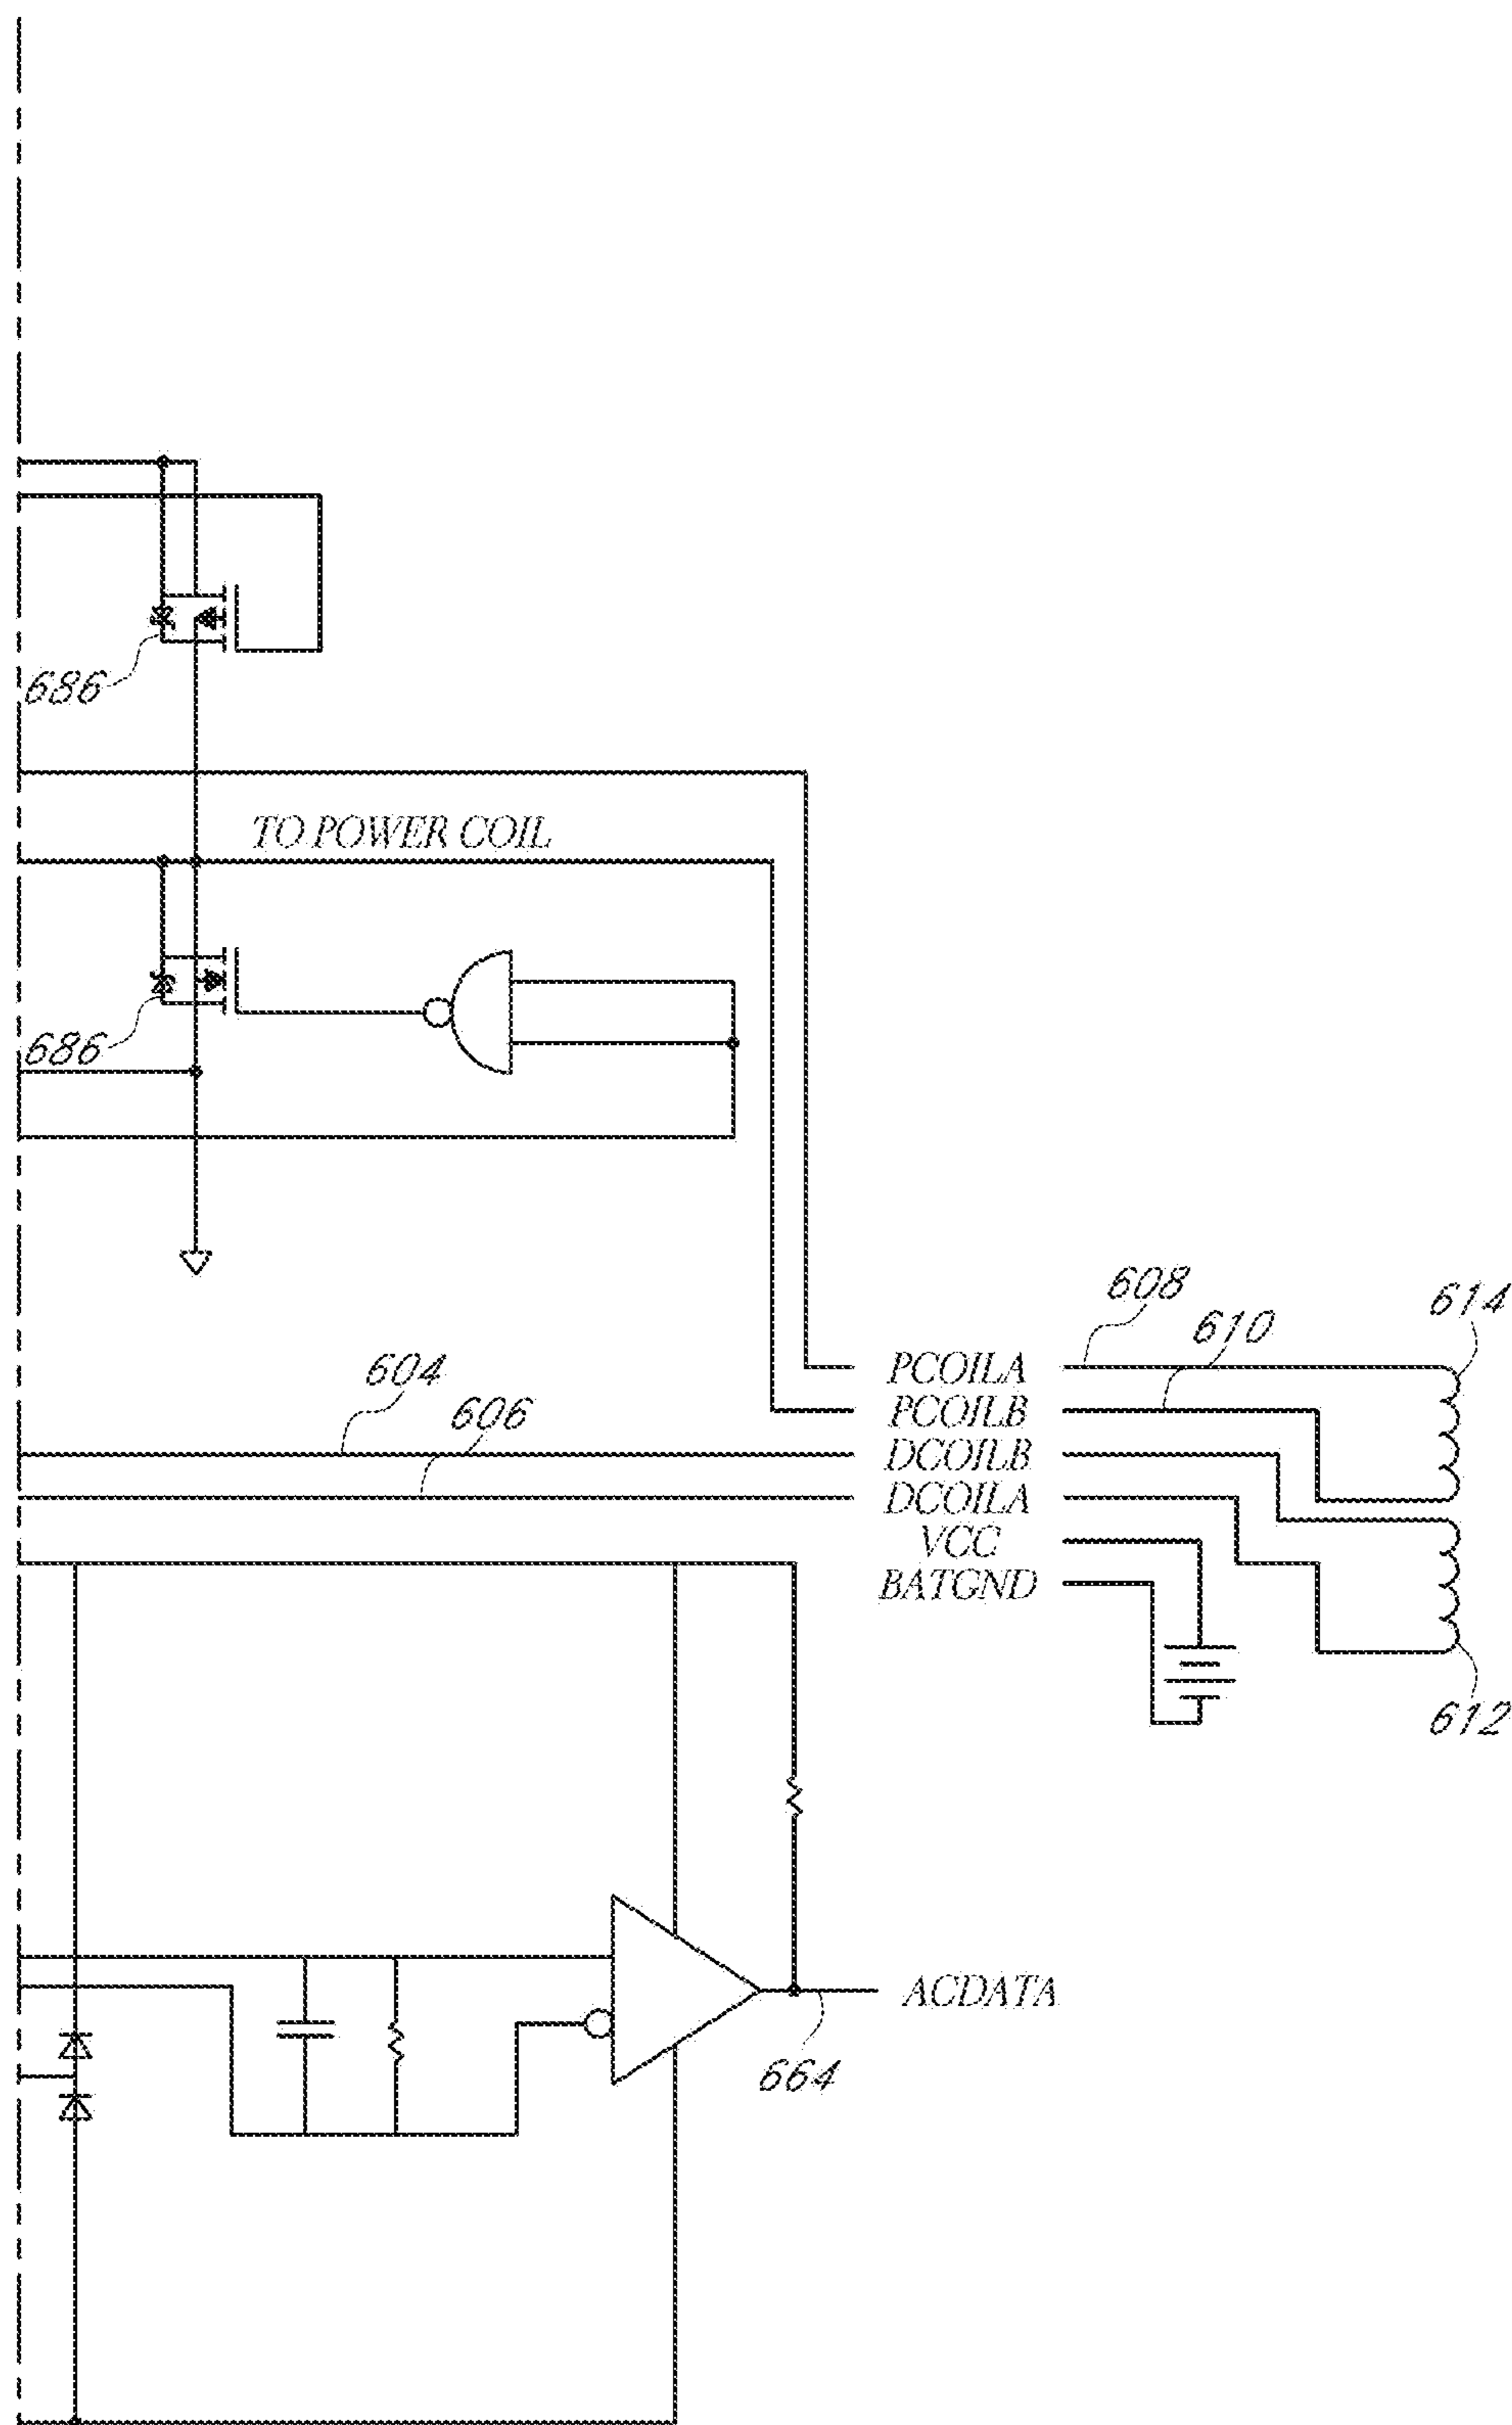 686
TO POWER COIL
686
608
614
610
604
PCOILA
606
PCOILB
DCOILB
DCOILA
VCC
BATGND
612
ACDATA
664